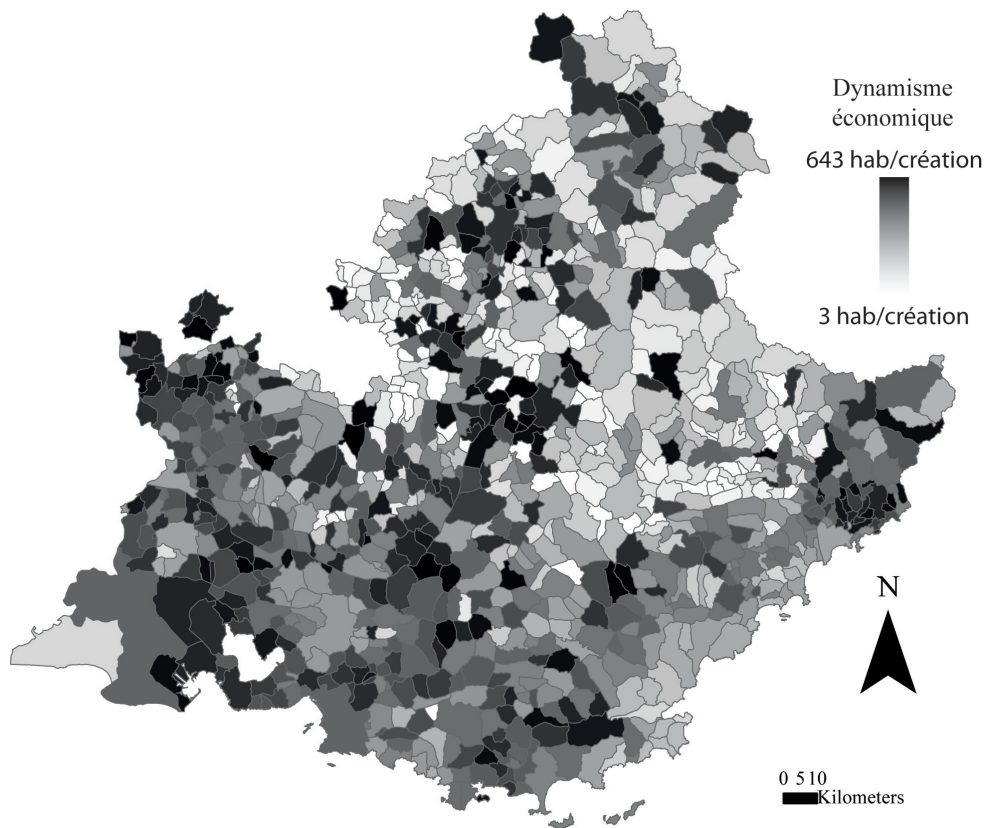 Dynamisme
économique
643 hab/création
3 hab/création
N
0 5 10
Kilometers